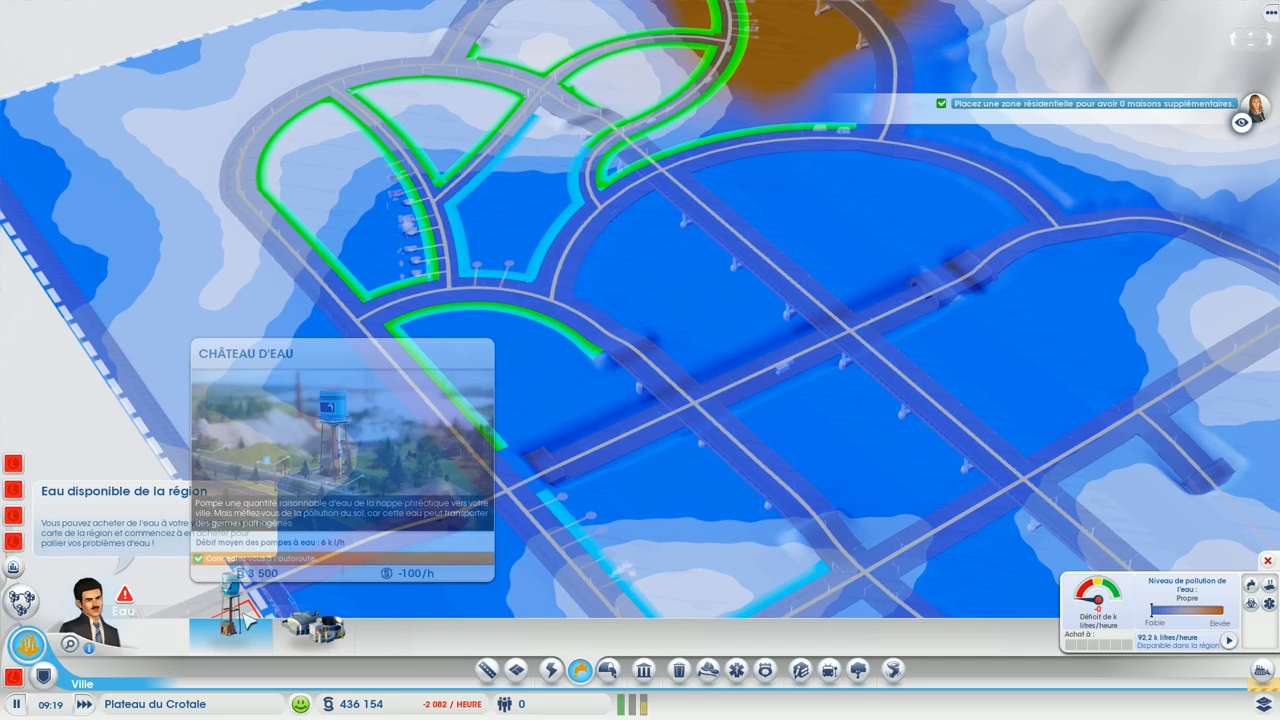 Placez une zone résidentielle pour avoir 0 maisons supplémentaires.
CHÂTEAU D'EAU
Pompe une quantité raisonnable d'eau de la nappe phréatique vers votre
ville. Mais méfiez-vous de la pollution du sol, car cette eau peut transporter
des germes pathogènes.
Débit moyen des pompes à eau : 6 k l/h
Connectez-vous à l'autoroute.
3 500
-100/h
Eau disponible de la région
Vous pouvez acheter de l'eau à votre
carte de la région et commencez à en acheter pour
pallier vos problèmes d'eau !
Eau
-0
Déficit de k
litres/heure
Achat à :
Niveau de pollution de
l'eau :
Propre
Faible
Elevée
92,2 k litres/heure
Disponible dans la région
Ville
09:19
Plateau du Crotale
436 154
-2 082 / HEURE
0